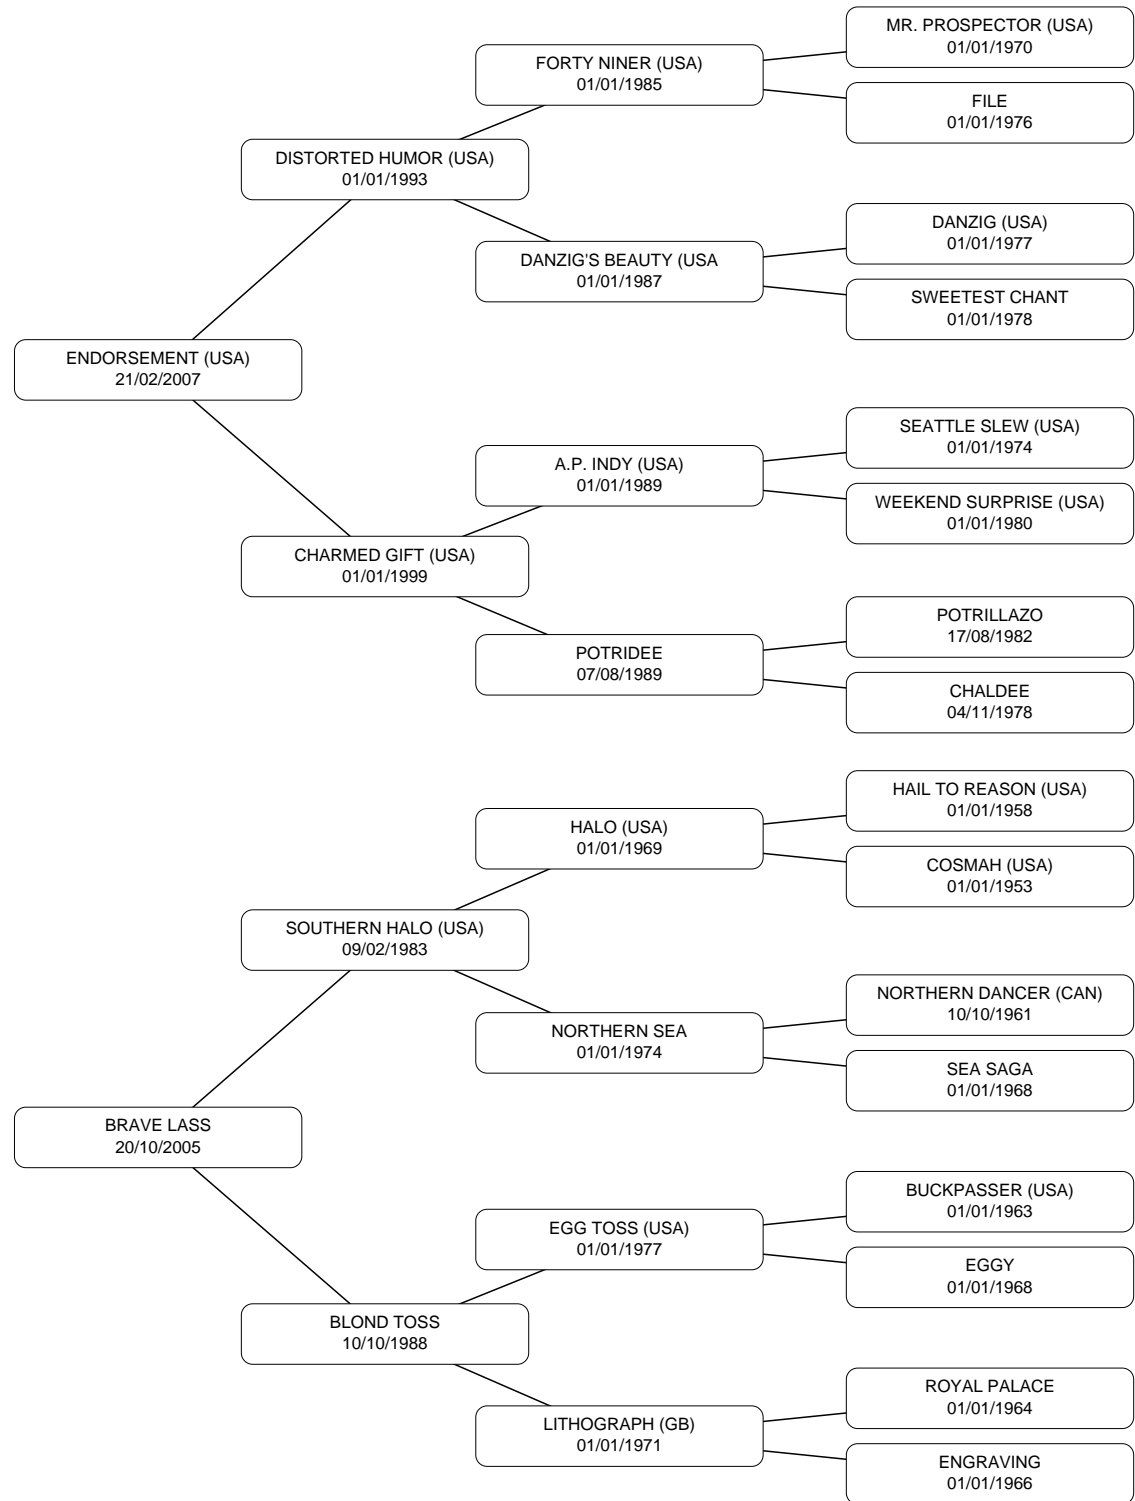 MR. PROSPECTOR (USA)
01/01/1970
FORTY NINER (USA)
01/01/1985
FILE
01/01/1976
DISTORTED HUMOR (USA)
01/01/1993
DANZIG (USA)
01/01/1977
DANZIG'S BEAUTY (USA
01/01/1987
SWEETEST CHANT
01/01/1978
ENDORSEMENT (USA)
21/02/2007
SEATTLE SLEW (USA)
01/01/1974
A.P. INDY (USA)
01/01/1989
WEEKEND SURPRISE (USA)
01/01/1980
CHARMED GIFT (USA)
01/01/1999
POTRILLAZO
17/08/1982
POTRIDEE
07/08/1989
CHALDEE
04/11/1978
HAIL TO REASON (USA)
01/01/1958
HALO (USA)
01/01/1969
COSMAH (USA)
01/01/1953
SOUTHERN HALO (USA)
09/02/1983
NORTHERN DANCER (CAN)
10/10/1961
NORTHERN SEA
01/01/1974
SEA SAGA
01/01/1968
BRAVE LASS
20/10/2005
BUCKPASSER (USA)
01/01/1963
EGG TOSS (USA)
01/01/1977
EGGY
01/01/1968
BLOND TOSS
10/10/1988
ROYAL PALACE
01/01/1964
LITHOGRAPH (GB)
01/01/1971
ENGRAVING
01/01/1966